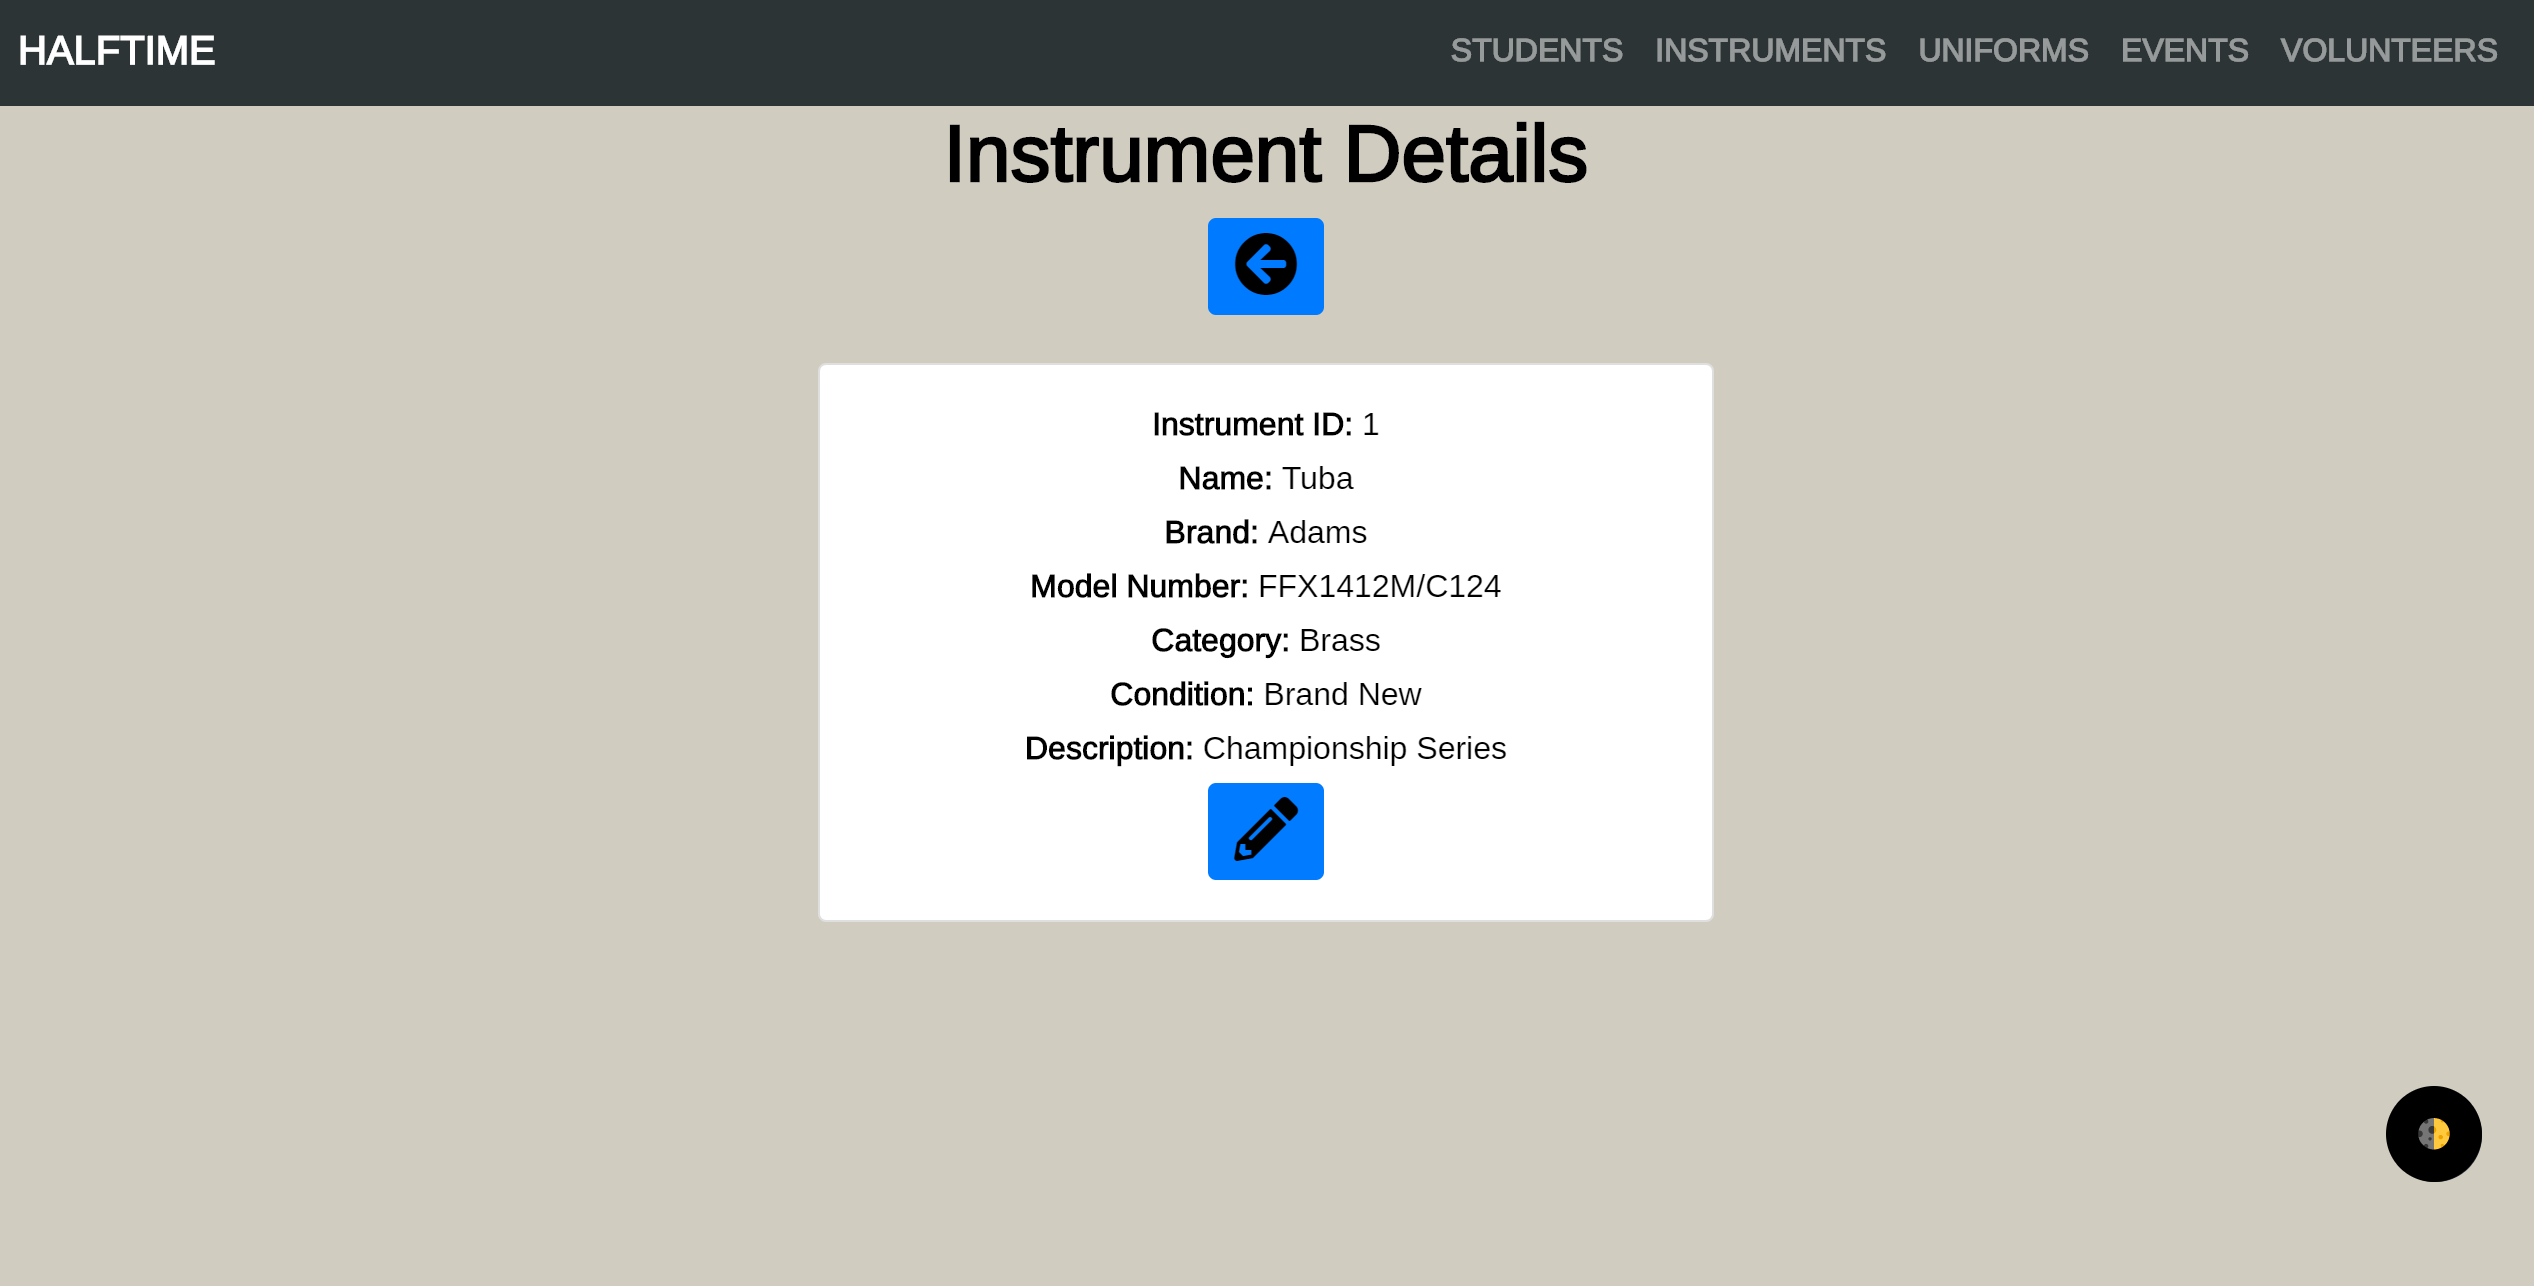 HALFTIME STUDENTS INSTRUMENTS UNIFORMS EVENTS VOLUNTEERS
Instrument Details
Instrument ID: 1
Name: Tuba
Brand: Adams
Model Number: FFX1412M/C124
Category: Brass
Condition: Brand New
Description: Championship Series